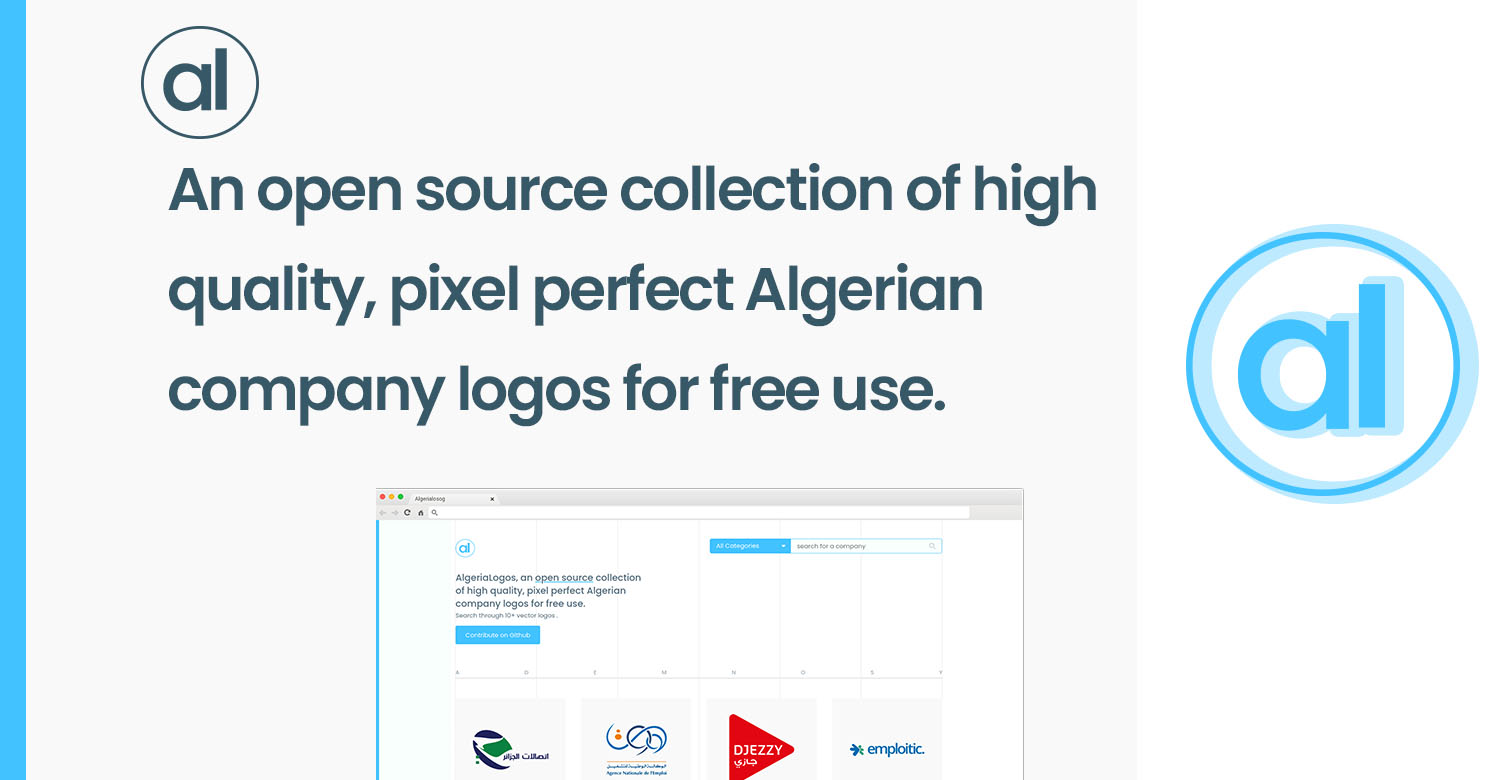 al
An open source collection of high
quality, pixel perfect Algerian
company logos for free use.
al
Algerialosog
al
All Categories
search for a company
AlgeriaLogos, an open source collection
of high quality, pixel perfect Algerian
company logos for free use.
Search through 10+ vector logos..
Contribute on Github
A D E M N O S Y
اتصالات الجزائر
الوكالة الوطنية للتشغيل
Agence Nationale de l'Emploi
DJEZZY
جازي
emploitic.